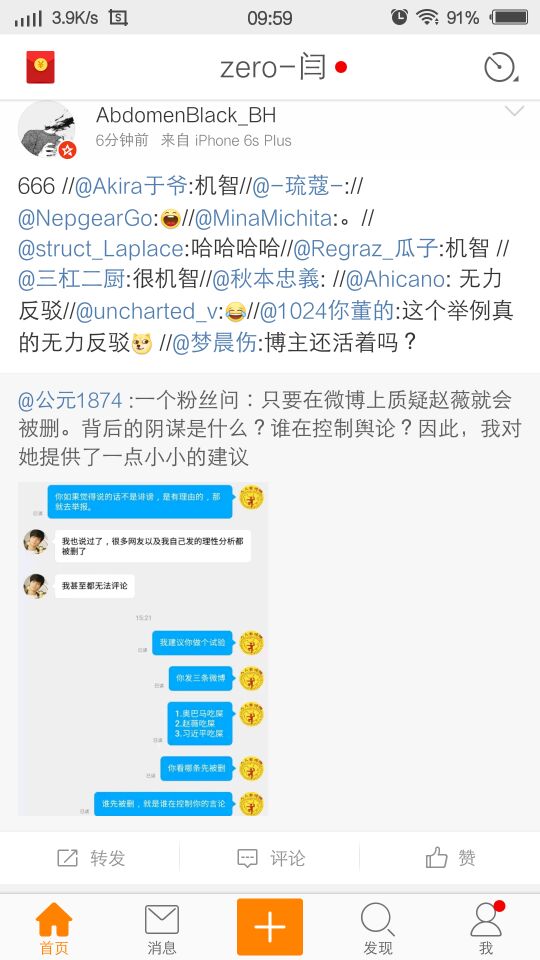 3.9K/s
09:59
91%
zero-闫
AbdomenBlack_BH
6分钟前 来自 iPhone 6s Plus
666 //@Akira于爷:机智//@-琉蔻-://
@NepgearGo:😄//@MinaMichita:。//
@struct_Laplace:哈哈哈哈//@Regraz_瓜子:机智 //
@三杠二厨:很机智//@秋本忠義: //@Ahicano: 无力
反驳//@uncharted_v:😂//@1024你董的:这个举例真
的无力反驳 //@梦晨伤:博主还活着吗？
@公元1874 :一个粉丝问：只要在微博上质疑赵薇就会
被删。背后的阴谋是什么？谁在控制舆论？因此，我对
她提供了一点小小的建议
你如果觉得说的话不是诽谤，是有理由的，那
就去举报。
已读
我也说过了，很多网友以及我自己发的理性分析都
被删了
我甚至都无法评论
15:21
我建议你做个试验
已读
你发三条微博
已读
1.奥巴马吃屎
2.赵薇吃屎
3.习近平吃屎
已读
你看哪条先被删
已读
谁先被删，就是谁在控制你的言论
已读
转发
评论
赞
首页
消息
发现
我